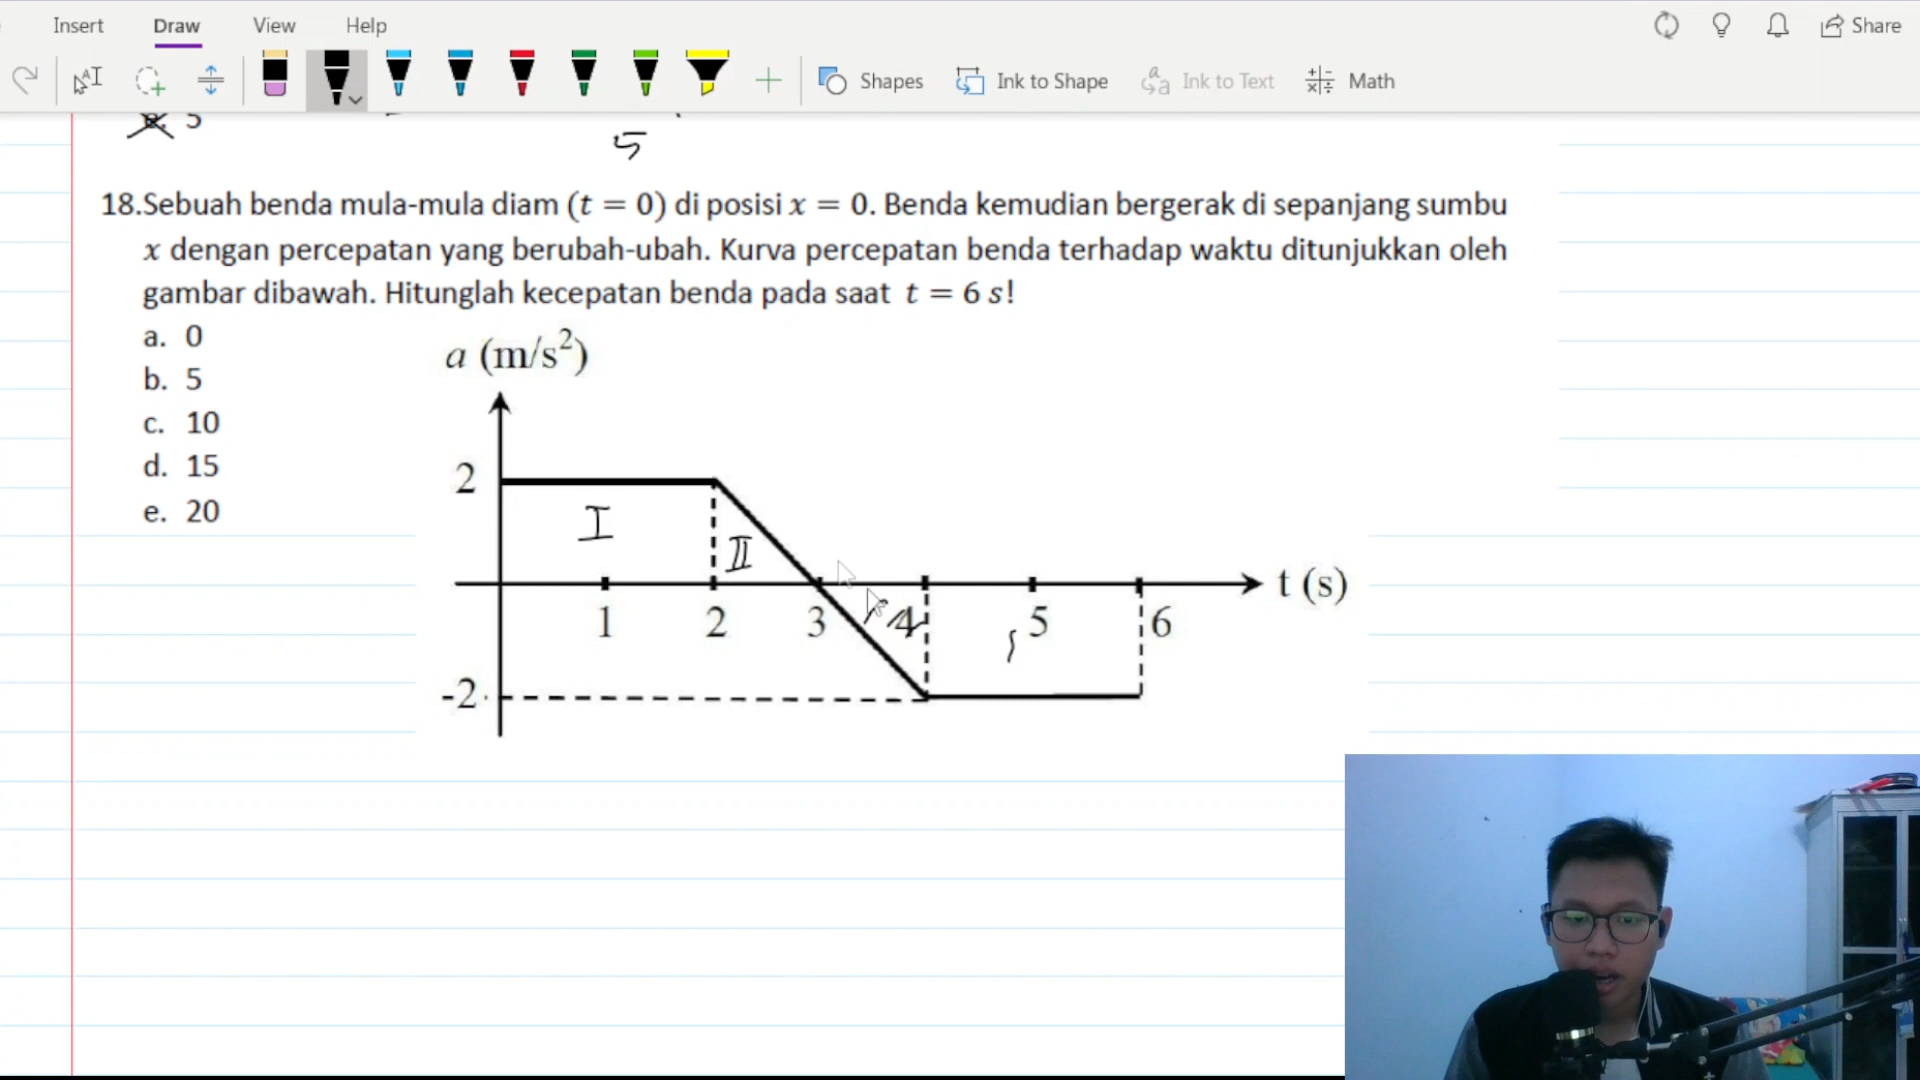 Insert Draw View Help Share
Shapes Ink to Shape Ink to Text Math
5
5
18.Sebuah benda mula-mula diam (t = 0) di posisi x = 0. Benda kemudian bergerak di sepanjang sumbu
x dengan percepatan yang berubah-ubah. Kurva percepatan benda terhadap waktu ditunjukkan oleh
gambar dibawah. Hitunglah kecepatan benda pada saat t = 6 s!
a. 0
b. 5
c. 10
d. 15
e. 20
a (m/s²)
2
I
II
t (s)
1 2 3 4 5 6
-2